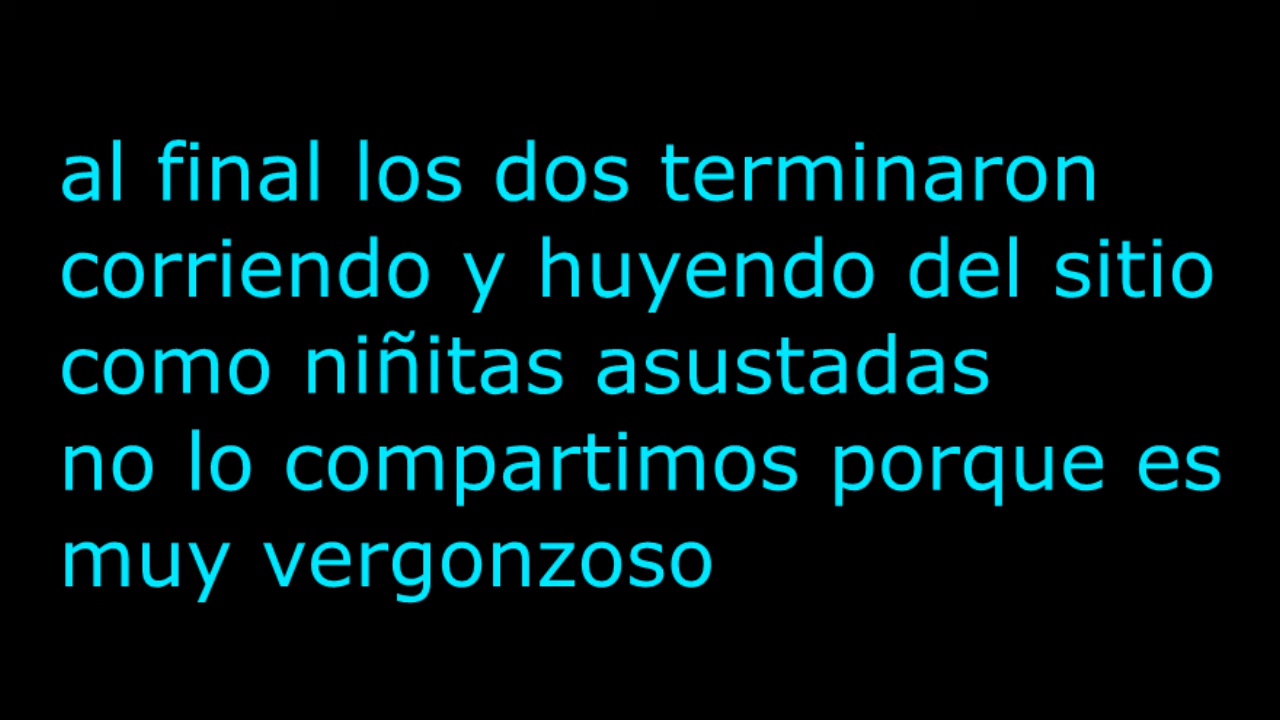 al final los dos terminaron
corriendo y huyendo del sitio
como niñitas asustadas
no lo compartimos porque es
muy vergonzoso